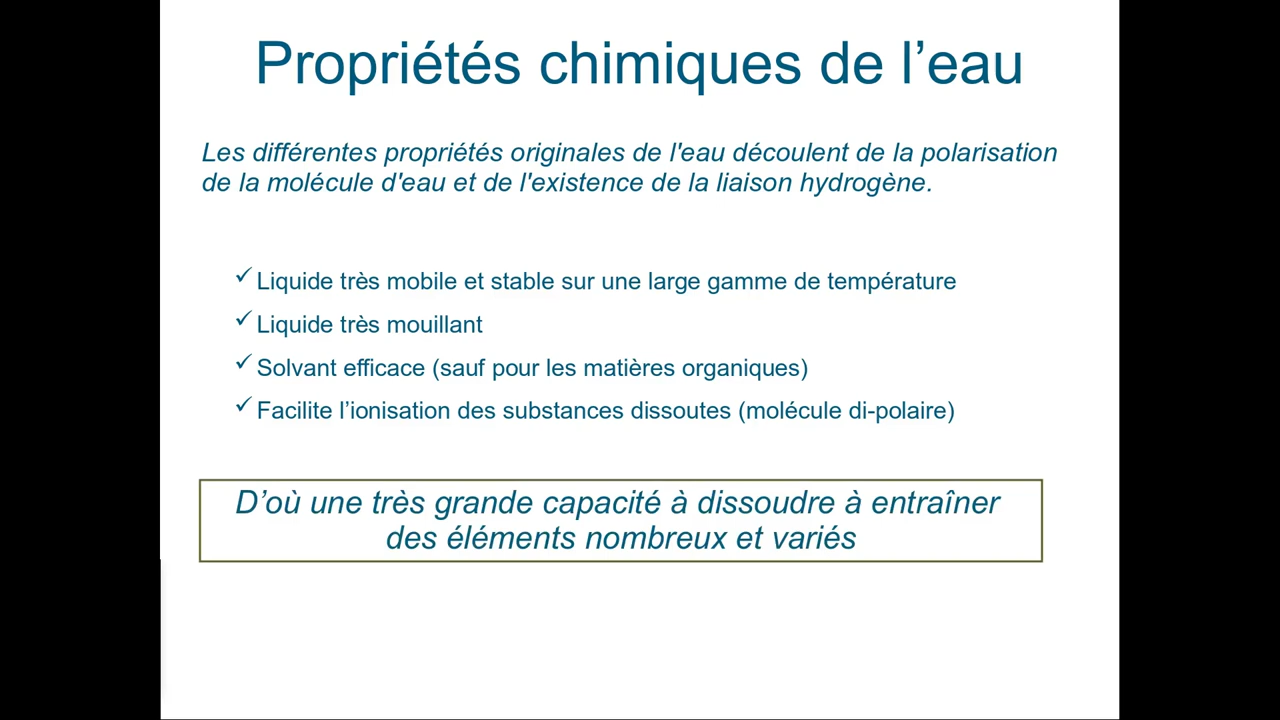 Propriétés chimiques de l’eau
Les différentes propriétés originales de l'eau découlent de la polarisation
de la molécule d'eau et de l'existence de la liaison hydrogène.
✓Liquide très mobile et stable sur une large gamme de température
✓Liquide très mouillant
✓Solvant efficace (sauf pour les matières organiques)
✓Facilite l’ionisation des substances dissoutes (molécule di-polaire)
D’où une très grande capacité à dissoudre à entraîner
des éléments nombreux et variés